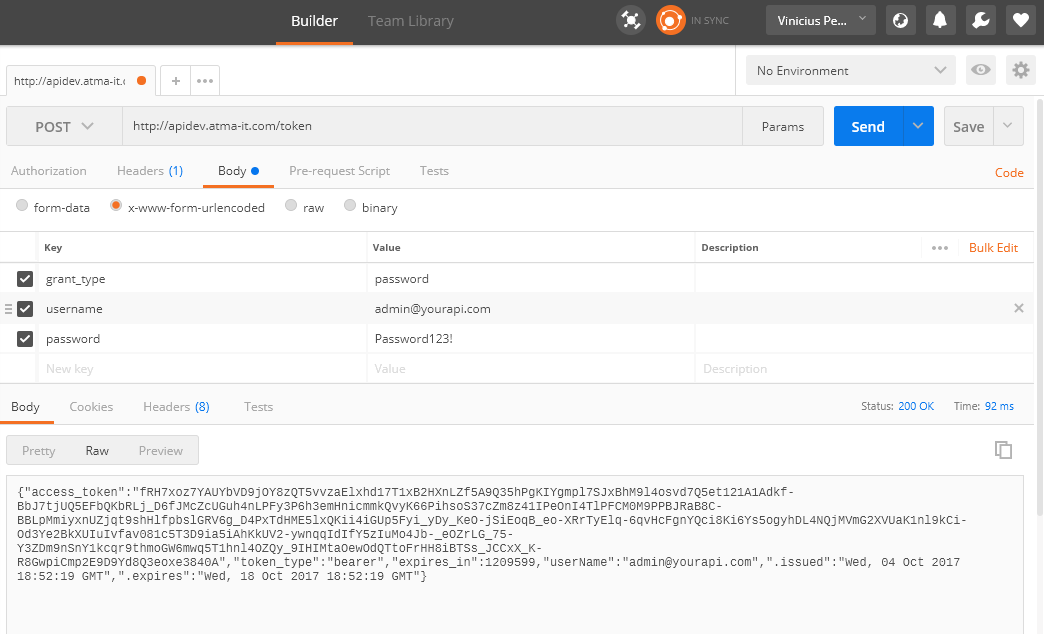 Builder
Team Library
IN SYNC
Vinicius Pe...
http://apidev.atma-it.c
No Environment
POST
http://apidev.atma-it.com/token
Params
Send
Save
Authorization
Headers (1)
Body
Pre-request Script
Tests
Code
form-data
x-www-form-urlencoded
raw
binary
Key
Value
Description
Bulk Edit
grant_type
password
username
admin@yourapi.com
password
Password123!
New key
Value
Description
Body
Cookies
Headers (8)
Tests
Status: 200 OK
Time: 92 ms
Pretty
Raw
Preview
{"access_token":"fRH7xoz7YAUYbVD9jOY8zQT5vvzaElxhd17T1xB2HXnLZf5A9Q35hPgKIYgmpl7SJxBhM9l4osvd7Q5et121A1Adkf-
BbJ7tjUQ5EFbQKbRLj_D6fJMcZcUGuh4nLPFy3P6h3emHnicmmkQvyK66PihsoS37cZm8z41IPeOnI4TlPFCM0M9PPBJRaB8C-
BBLpMmiyxnUZjqt9shHlfpbslGRV6g_D4PxTdHME5lxQKii4iGUp5Fyi_yDy_KeO-jSiEoqB_eo-XRrTyElq-6qvHcFgnYQci8Ki6Ys5ogyhDL4NQjMVmG2XVUaK1nl9kCi-
Od3Ye2BkXUIuIvfav081c5T3D9ia5iAhKkUV2-ywnqqIdIfY5zIuMo4Jb-_eOZrLG_75-
Y3ZDm9nSnY1kcqr9thmoGW6mwq5T1hnl4OZQy_9IHIMtaOewOdQTtoFrHH8iBTSs_JCCxX_K-
R8GwpiCmp2E9D9Yd8Q3eoxe3840A","token_type":"bearer","expires_in":1209599,"userName":"admin@yourapi.com",".issued":"Wed, 04 Oct 2017
18:52:19 GMT",".expires":"Wed, 18 Oct 2017 18:52:19 GMT"}